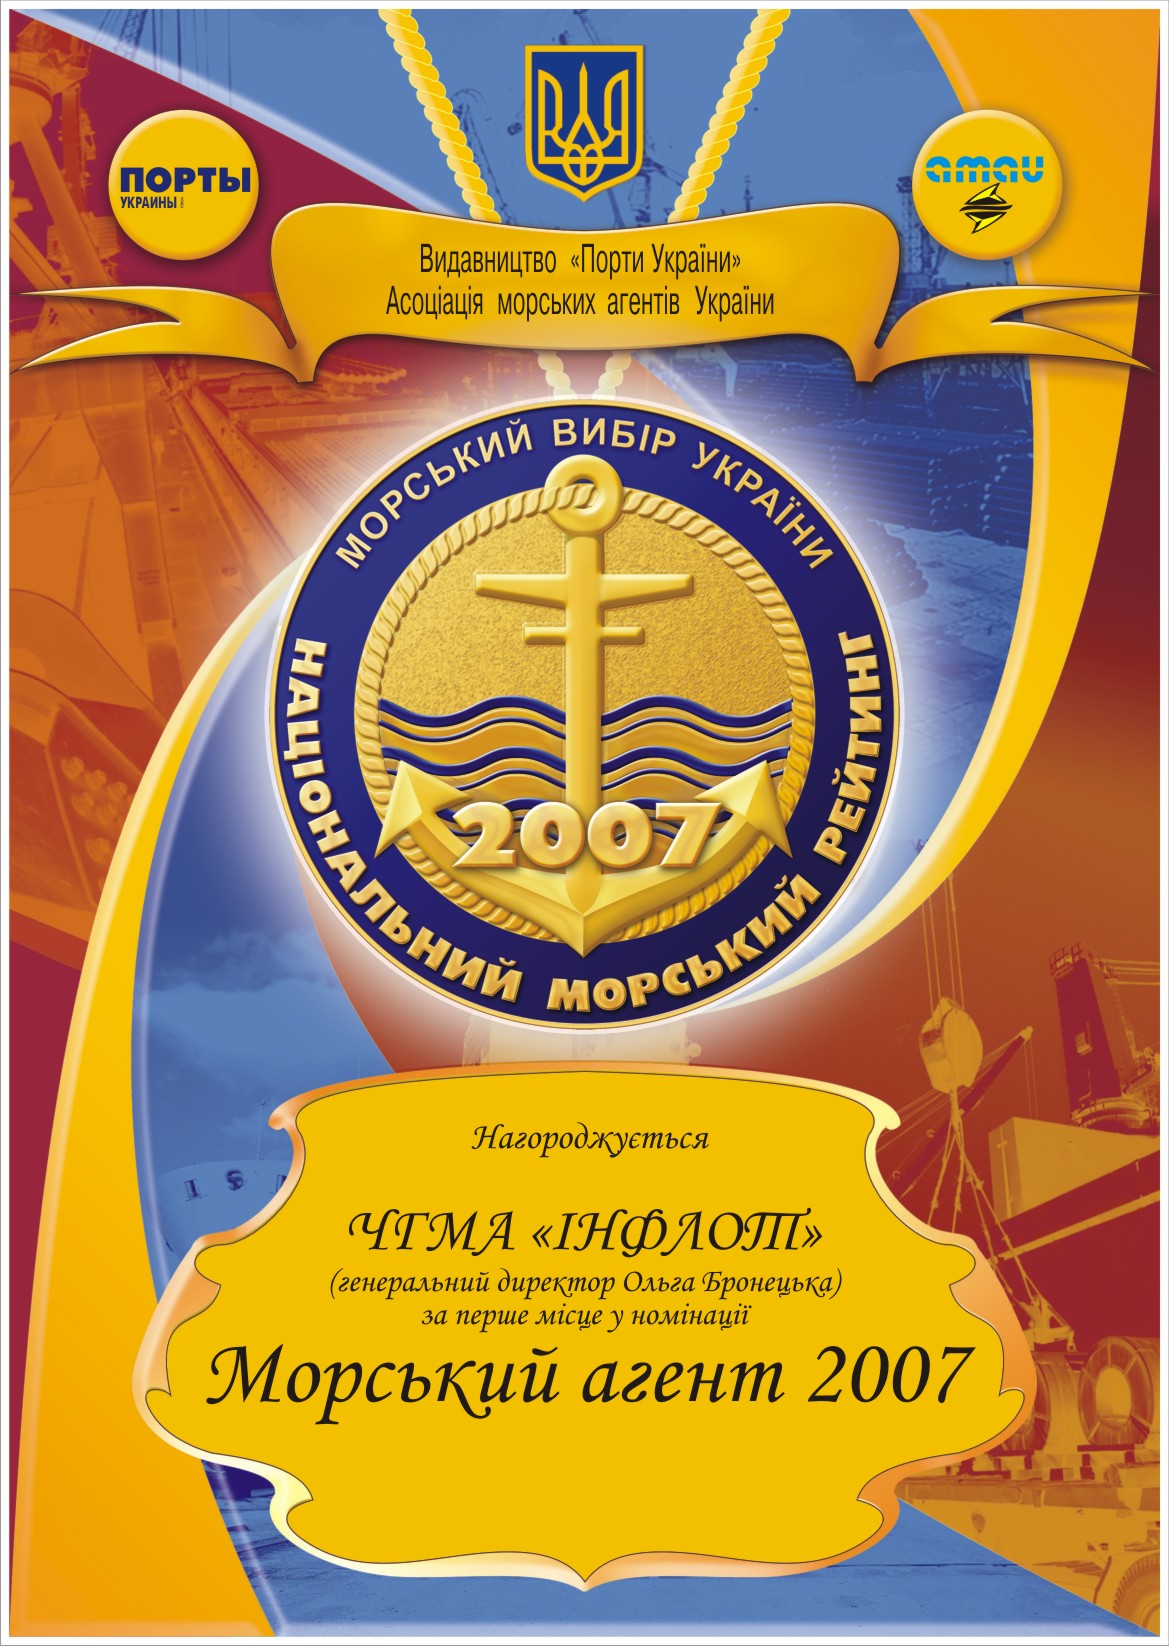 ПОРТЫ
УКРАИНЫ
амаи
Видавництво «Порти України»
Асоціація морських агентів України
МОРСЬКИЙ ВИБІР УКРАЇНИ
2007
НАЦІОНАЛЬНИЙ МОРСЬКИЙ РЕЙТИНГ
Нагороджується
ЧГМА «ІНФЛОТ»
(генеральний директор Ольга Бронецька)
за перше місце у номінації
Морський агент 2007